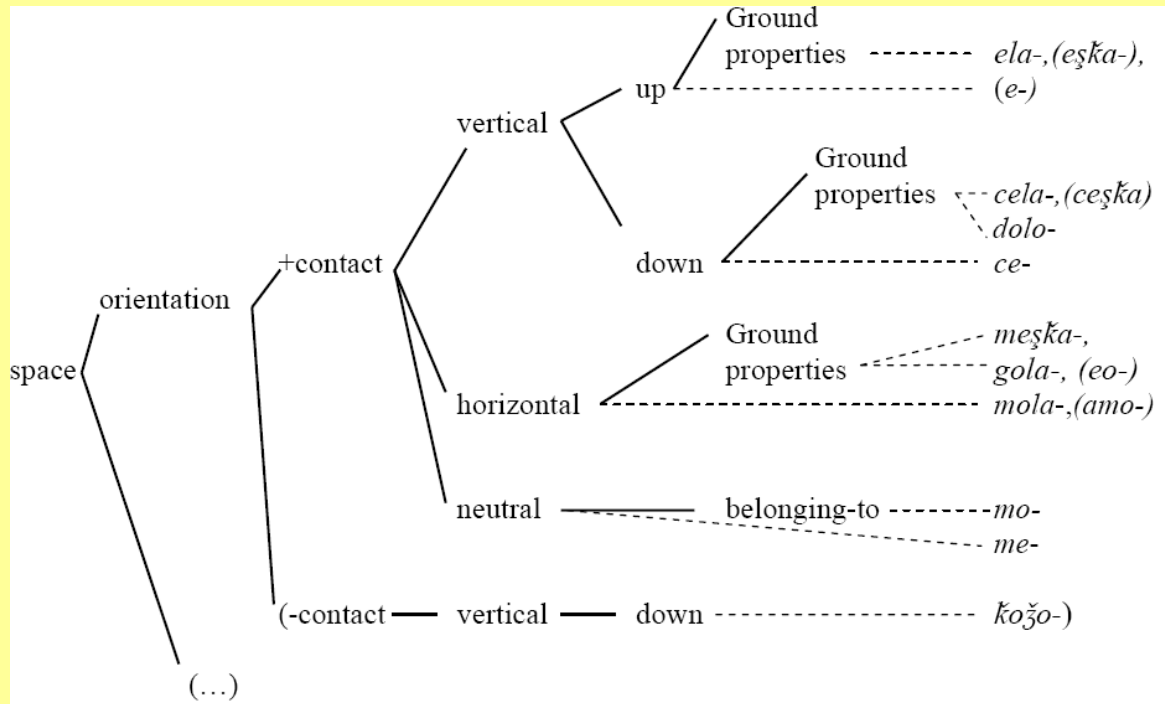 Ground
properties ela-,(eşǩa-),
up (e-)
vertical
Ground
properties cela-,(ceşǩa)
dolo-
down ce-
+contact
orientation
Ground meşǩa-,
space properties gola-, (eo-)
horizontal mola-,(amo-)
neutral belonging-to mo-
me-
(-contact vertical down ǩoǯo-)
(…)